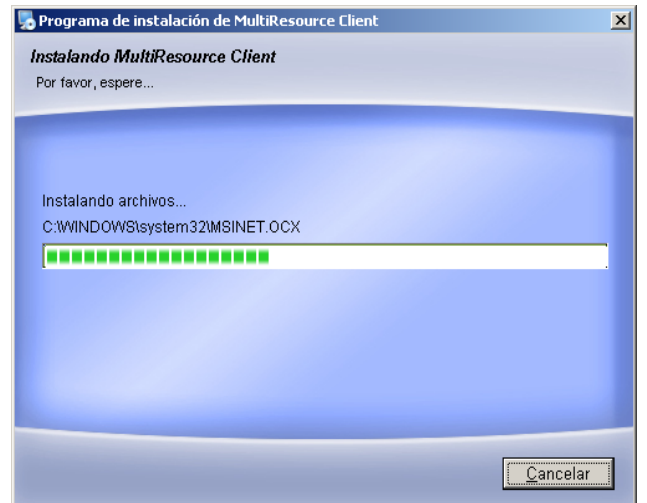 Programa de instalación de MultiResource Client
Instalando MultiResource Client
Por favor, espere...
Instalando archivos...
C:\WINDOWS\system32\MSINET.OCX
Cancelar